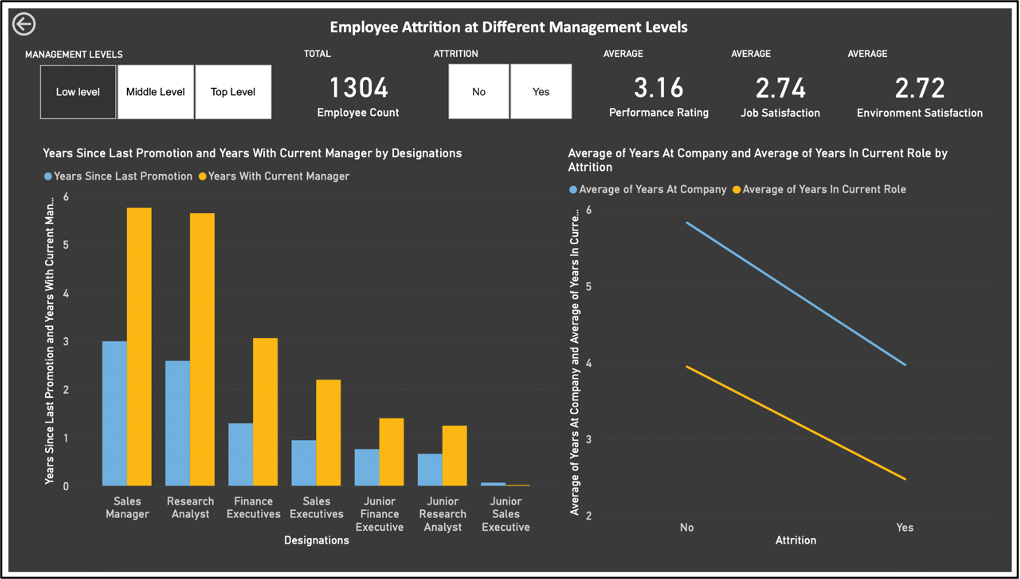 Employee Attrition at Different Management Levels
MANAGEMENT LEVELS
Low level
Middle Level
Top Level
TOTAL
1304
Employee Count
ATTRITION
No
Yes
AVERAGE
3.16
Performance Rating
AVERAGE
2.74
Job Satisfaction
AVERAGE
2.72
Environment Satisfaction
Years Since Last Promotion and Years With Current Manager by Designations
Years Since Last Promotion
Years With Current Manager
Years Since Last Promotion and Years With Current Man...
6
5
4
3
2
1
0
Sales
Manager
Research
Analyst
Finance
Executives
Sales
Executives
Junior
Finance
Executive
Junior
Research
Analyst
Junior
Sales
Executive
Designations
Average of Years At Company and Average of Years In Current Role by
Attrition
Average of Years At Company
Average of Years In Current Role
Average of Years At Company and Average of Years In Curre...
6
5
4
3
2
No
Yes
Attrition